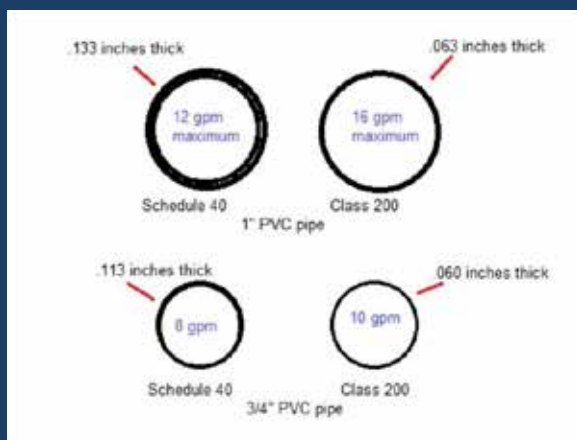 .133 inches thick
.063 inches thick
12 gpm
maximum
16 gpm
maximum
Schedule 40
Class 200
1" PVC pipe
.113 inches thick
.060 inches thick
8 gpm
10 gpm
Schedule 40
Class 200
3/4" PVC pipe